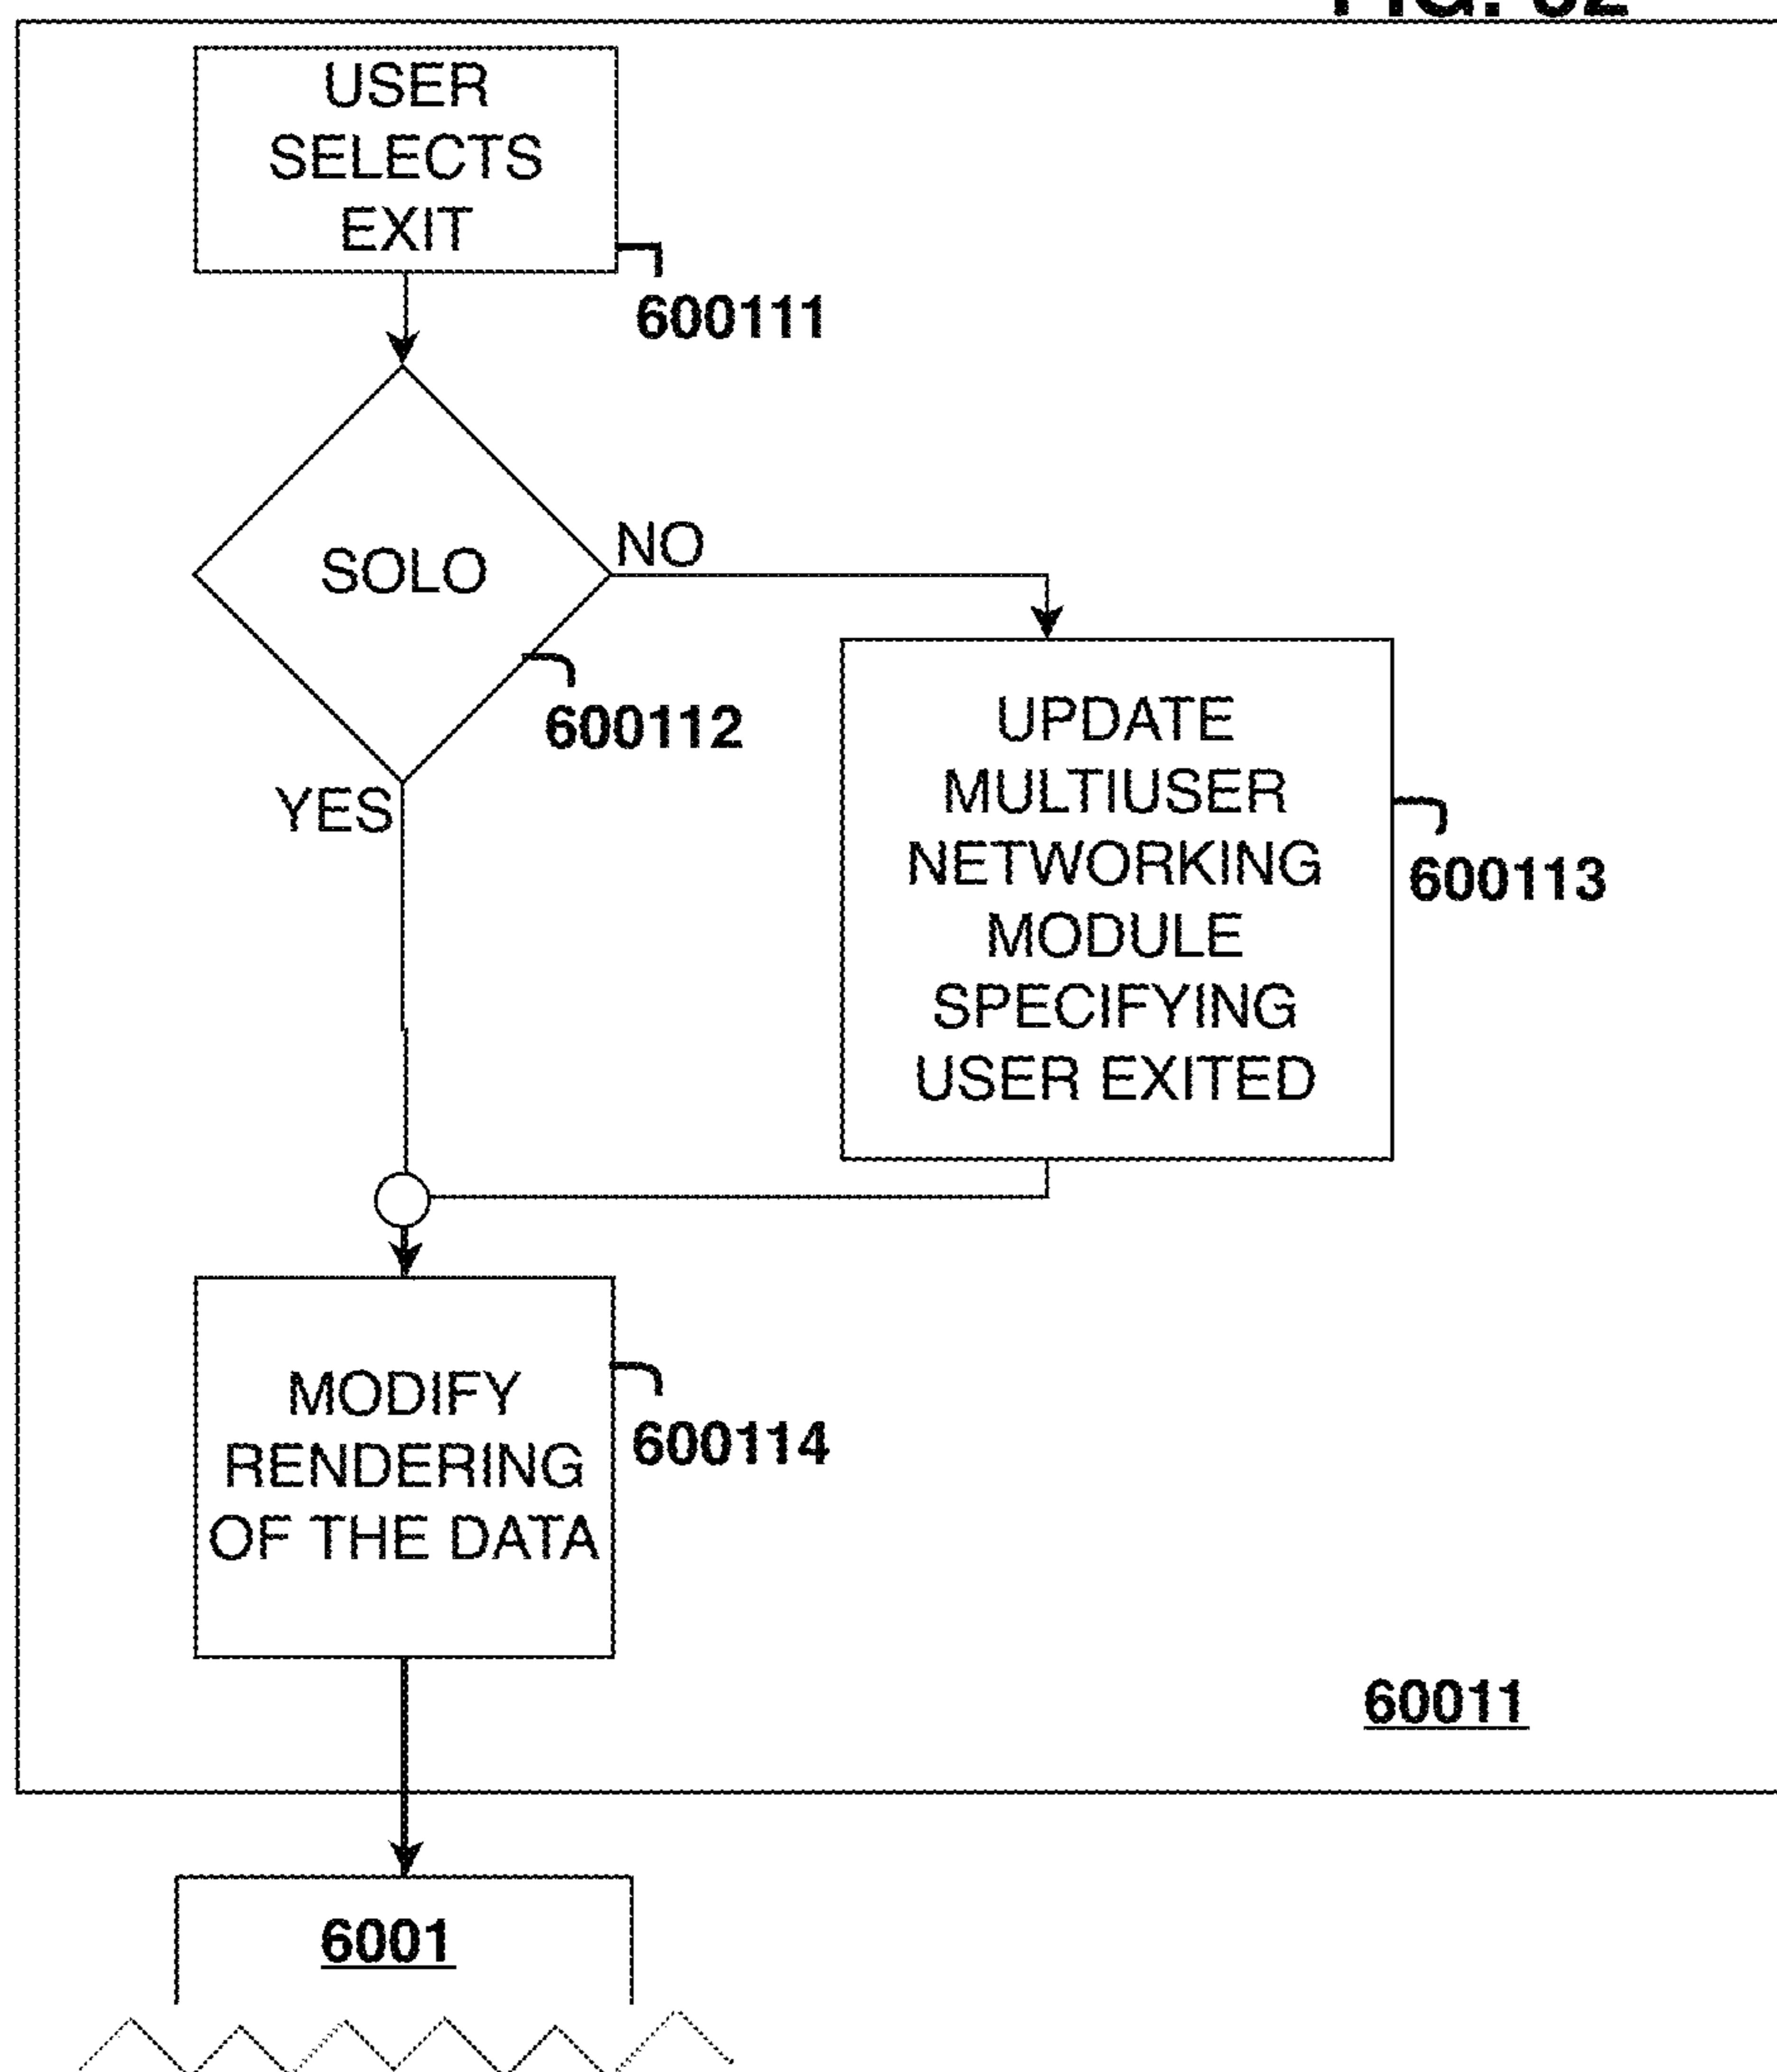 USER
SELECTS
EXIT
600111
SOLO
NO
600112
YES
UPDATE
MULTIUSER
NETWORKING
MODULE
SPECIFYING
USER EXITED
600113
MODIFY
RENDERING
OF THE DATA
600114
60011
6001